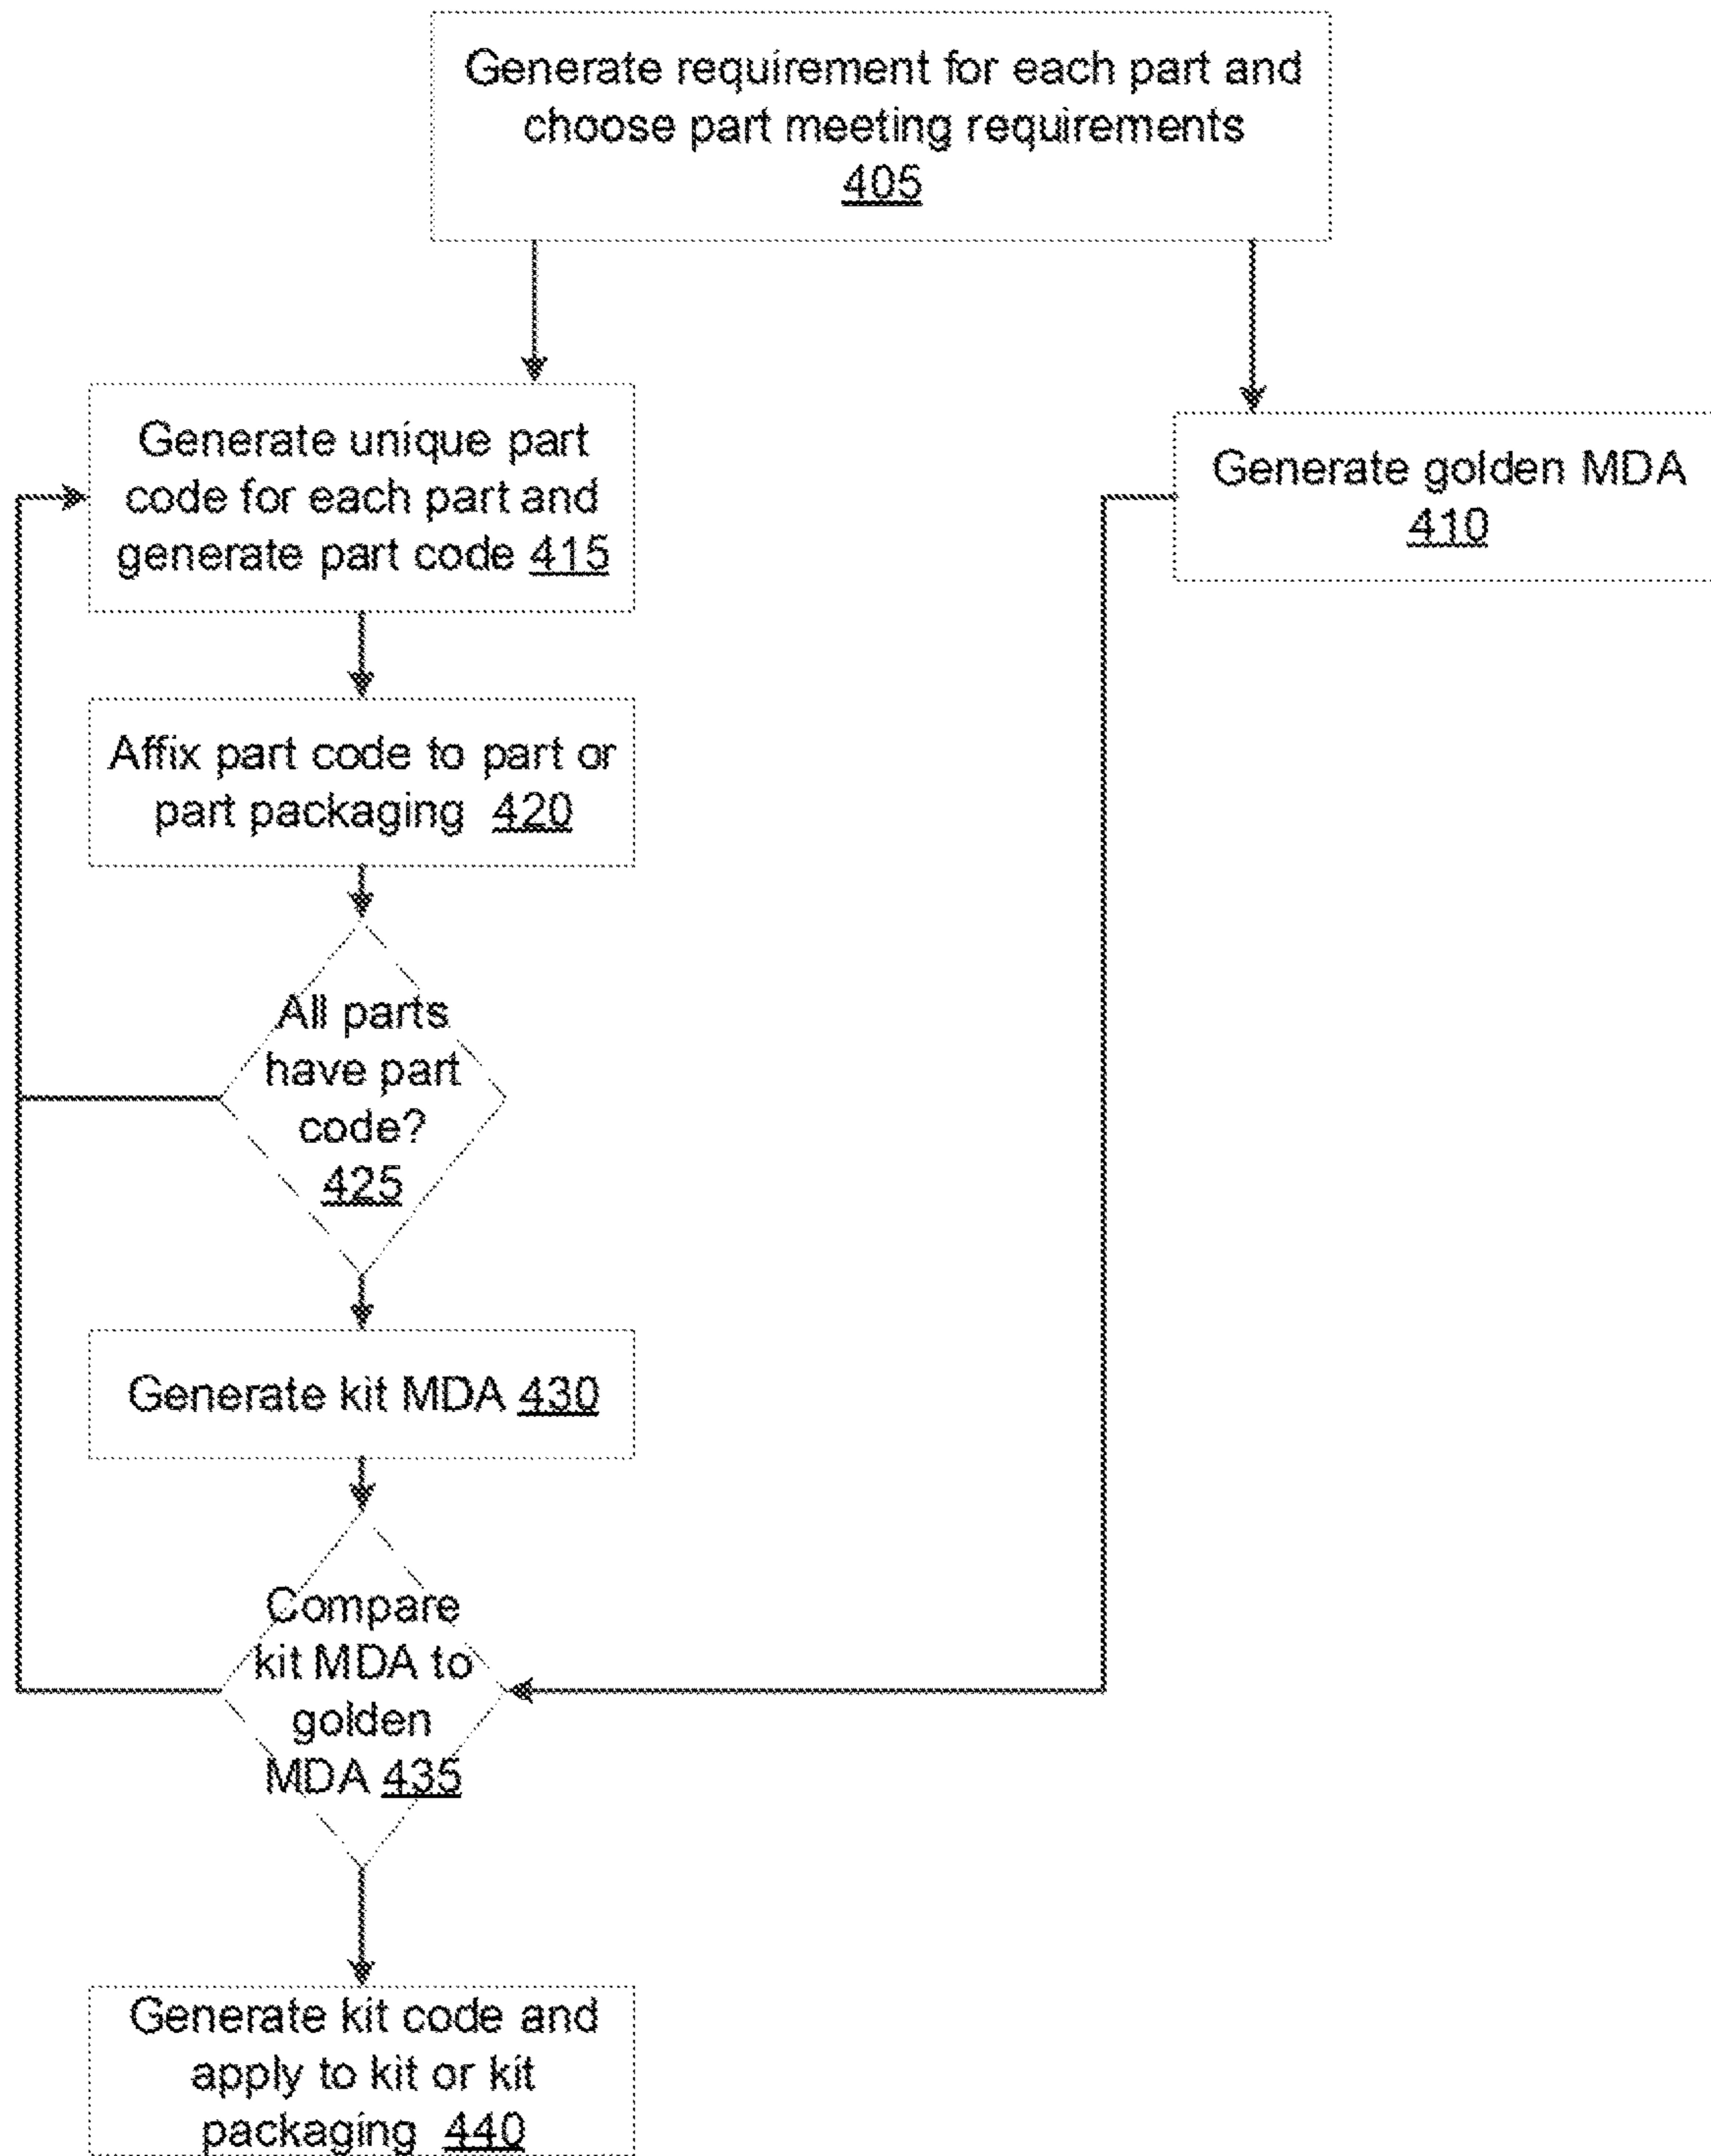 Generate requirement for each part and
choose part meeting requirements
405
Generate unique part
code for each part and
generate part code 415
Generate golden MDA
410
Affix part code to part or
part packaging 420
All parts
have part
code?
425
Generate kit MDA 430
Compare
kit MDA to
golden
MDA 435
Generate kit code and
apply to kit or kit
packaging 440